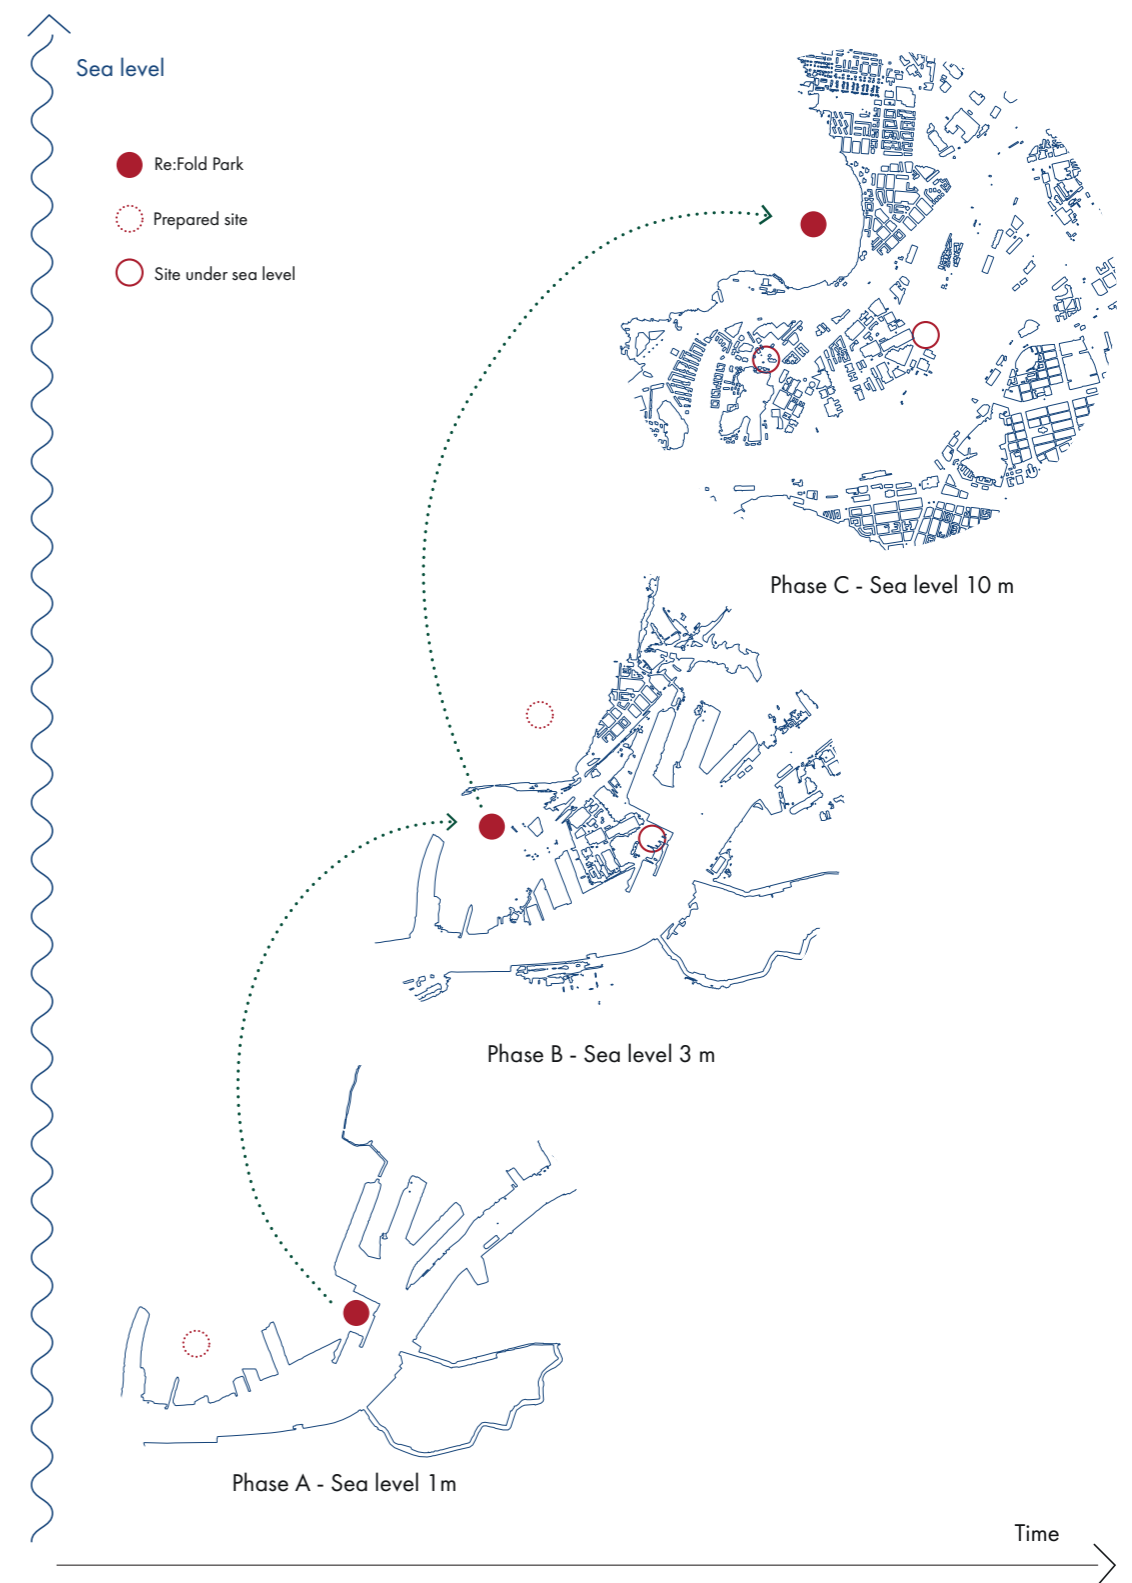 Sea level
Re:Fold Park
Prepared site
Site under sea level
Phase C - Sea level 10 m
Phase B - Sea level 3 m
Phase A - Sea level 1m
Time